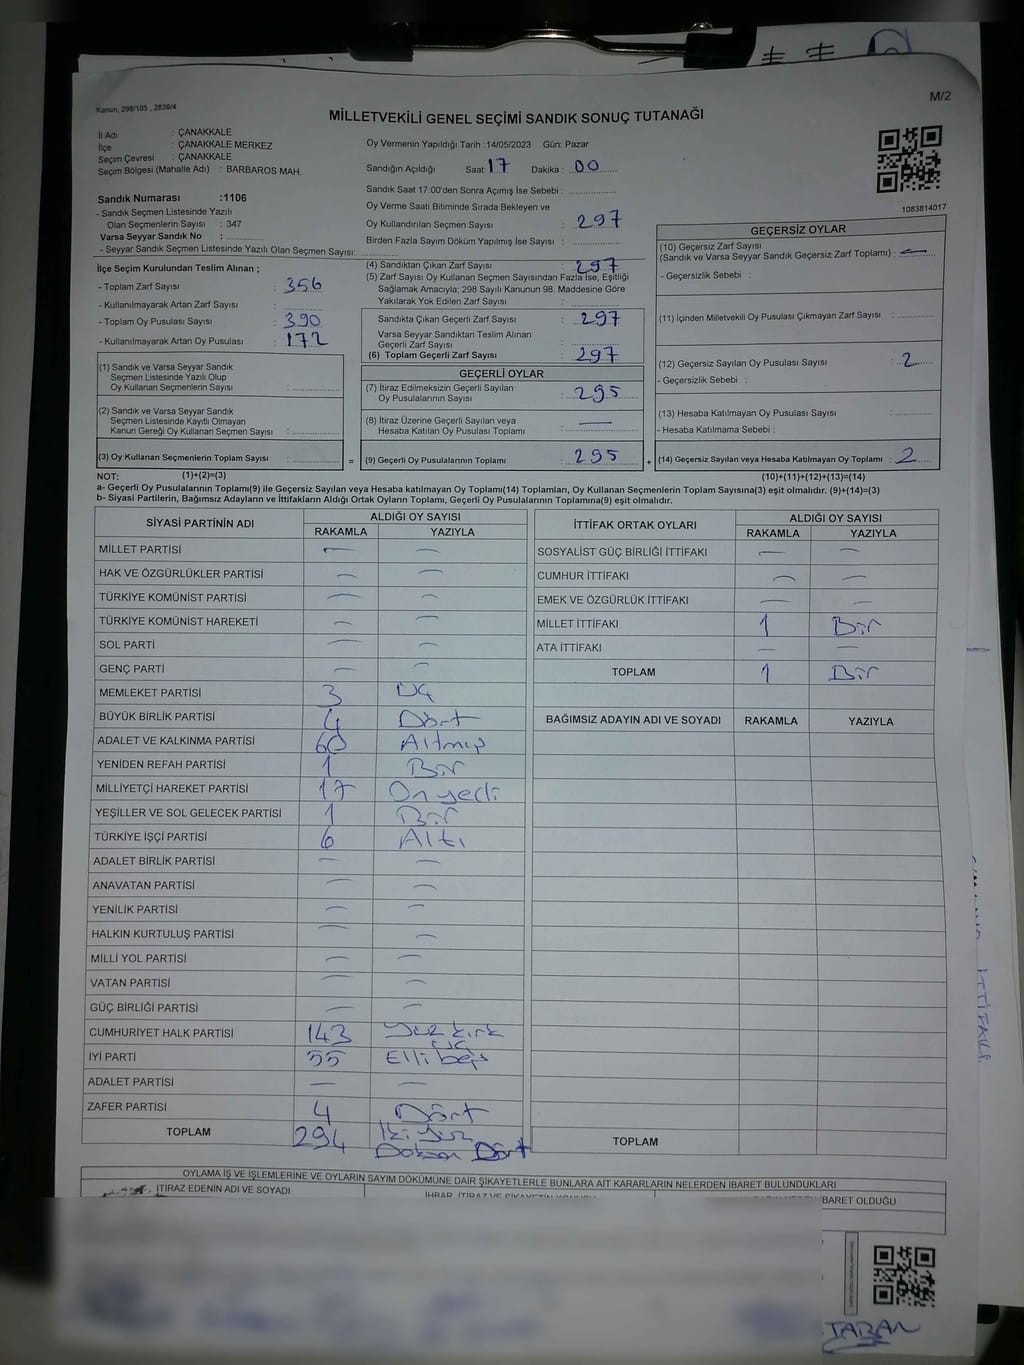 Kanun, 298/105 , 2839/4
M/2
MİLLETVEKİLİ GENEL SEÇİMİ SANDIK SONUÇ TUTANAĞI
İl Adı : ÇANAKKALE
İlçe : ÇANAKKALE MERKEZ
Seçim Çevresi : ÇANAKKALE
Seçim Bölgesi (Mahalle Adı) : BARBAROS MAH.
Oy Vermenin Yapıldığı Tarih : 14/05/2023 Gün: Pazar
Sandığın Açıldığı Saat: 17 Dakika : 00
Sandık Saat 17:00'den Sonra Açımış İse Sebebi :
Oy Verme Saati Bitiminde Sırada Bekleyen ve
Oy Kullandırılan Seçmen Sayısı : 297
Birden Fazla Sayım Döküm Yapılmış İse Sayısı :
1083814017
Sandık Numarası :1106
- Sandık Seçmen Listesinde Yazılı
Olan Seçmenlerin Sayısı : 347
Varsa Seyyar Sandık No :
- Seyyar Sandık Seçmen Listesinde Yazılı Olan Seçmen Sayısı:
İlçe Seçim Kurulundan Teslim Alınan ;
- Toplam Zarf Sayısı : 356
- Kullanılmayarak Artan Zarf Sayısı :
- Toplam Oy Pusulası Sayısı : 390
- Kullanılmayarak Artan Oy Pusulası : 172
(1) Sandık ve Varsa Seyyar Sandık
Seçmen Listesinde Yazılı Olup
Oy Kullanan Seçmenlerin Sayısı :
(2) Sandık ve Varsa Seyyar Sandık
Seçmen Listesinde Kayıtlı Olmayan
Kanun Gereği Oy Kullanan Seçmen Sayısı :
(3) Oy Kullanan Seçmenlerin Toplam Sayısı :
(4) Sandıktan Çıkan Zarf Sayısı : 297
(5) Zarf Sayısı Oy Kullanan Seçmen Sayısından Fazla İse, Eşitliği
Sağlamak Amacıyla; 298 Sayılı Kanunun 98. Maddesine Göre
Yakılarak Yok Edilen Zarf Sayısı :
Sandıkta Çıkan Geçerli Zarf Sayısı : 297
Varsa Seyyar Sandıktan Teslim Alınan
Geçerli Zarf Sayısı :
(6) Toplam Geçerli Zarf Sayısı : 297
GEÇERLİ OYLAR
(7) İtiraz Edilmeksizin Geçerli Sayılan
Oy Pusulalarının Sayısı : 295
(8) İtiraz Üzerine Geçerli Sayılan veya
Hesaba Katılan Oy Pusulası Toplamı : —
= (9) Geçerli Oy Pusulalarının Toplamı : 295
GEÇERSİZ OYLAR
(10) Geçersiz Zarf Sayısı
(Sandık ve Varsa Seyyar Sandık Geçersiz Zarf Toplamı) : —
- Geçersizlik Sebebi :
(11) İçinden Milletvekili Oy Pusulası Çıkmayan Zarf Sayısı :
(12) Geçersiz Sayılan Oy Pusulası Sayısı : 2
- Geçersizlik Sebebi :
(13) Hesaba Katılmayan Oy Pusulası Sayısı :
- Hesaba Katılmama Sebebi :
+ (14) Geçersiz Sayılan veya Hesaba Katılmayan Oy Toplamı : 2
NOT: (1)+(2)=(3) (10)+(11)+(12)+(13)=(14)
a- Geçerli Oy Pusulalarının Toplamı(9) ile Geçersiz Sayılan veya Hesaba katılmayan Oy Toplamı(14) Toplamları, Oy Kullanan Seçmenlerin Toplam Sayısına(3) eşit olmalıdır. (9)+(14)=(3)
b- Siyasi Partilerin, Bağımsız Adayların ve İttifakların Aldığı Ortak Oyların Toplamı, Geçerli Oy Pusulalarının Toplamına(9) eşit olmalıdır.
SİYASİ PARTİNİN ADI ALDIĞI OY SAYISI
RAKAMLA YAZIYLA
MİLLET PARTİSİ — —
HAK VE ÖZGÜRLÜKLER PARTİSİ — —
TÜRKİYE KOMÜNİST PARTİSİ — —
TÜRKİYE KOMÜNİST HAREKETİ — —
SOL PARTİ — —
GENÇ PARTİ — —
MEMLEKET PARTİSİ 3 Üç
BÜYÜK BİRLİK PARTİSİ 4 Dört
ADALET VE KALKINMA PARTİSİ 60 Altmış
YENİDEN REFAH PARTİSİ 1 Bir
MİLLİYETÇİ HAREKET PARTİSİ 17 On yedi
YEŞİLLER VE SOL GELECEK PARTİSİ 1 Bir
TÜRKİYE İŞÇİ PARTİSİ 6 Altı
ADALET BİRLİK PARTİSİ — —
ANAVATAN PARTİSİ — —
YENİLİK PARTİSİ — —
HALKIN KURTULUŞ PARTİSİ — —
MİLLİ YOL PARTİSİ — —
VATAN PARTİSİ — —
GÜÇ BİRLİĞİ PARTİSİ — —
CUMHURİYET HALK PARTİSİ 143 Yüz kırk üç
İYİ PARTİ 55 Elli beş
ADALET PARTİSİ — —
ZAFER PARTİSİ 4 Dört
TOPLAM 294 İki yüz Doksan Dört
İTTİFAK ORTAK OYLARI ALDIĞI OY SAYISI
RAKAMLA YAZIYLA
SOSYALİST GÜÇ BİRLİĞİ İTTİFAKI — —
CUMHUR İTTİFAKI — —
EMEK VE ÖZGÜRLÜK İTTİFAKI — —
MİLLET İTTİFAKI 1 Bir
ATA İTTİFAKI — —
TOPLAM 1 Bir
BAĞIMSIZ ADAYIN ADI VE SOYADI RAKAMLA YAZIYLA
TOPLAM
OYLAMA İŞ VE İŞLEMLERİNE VE OYLARIN SAYIM DÖKÜMÜNE DAİR ŞİKAYETLERLE BUNLARA AİT KARARLARIN NELERDEN İBARET BULUNDUKLARI
İTİRAZ EDENİN ADI VE SOYADI
İBARET OLDUĞU
TABAN
İTTİFAKI